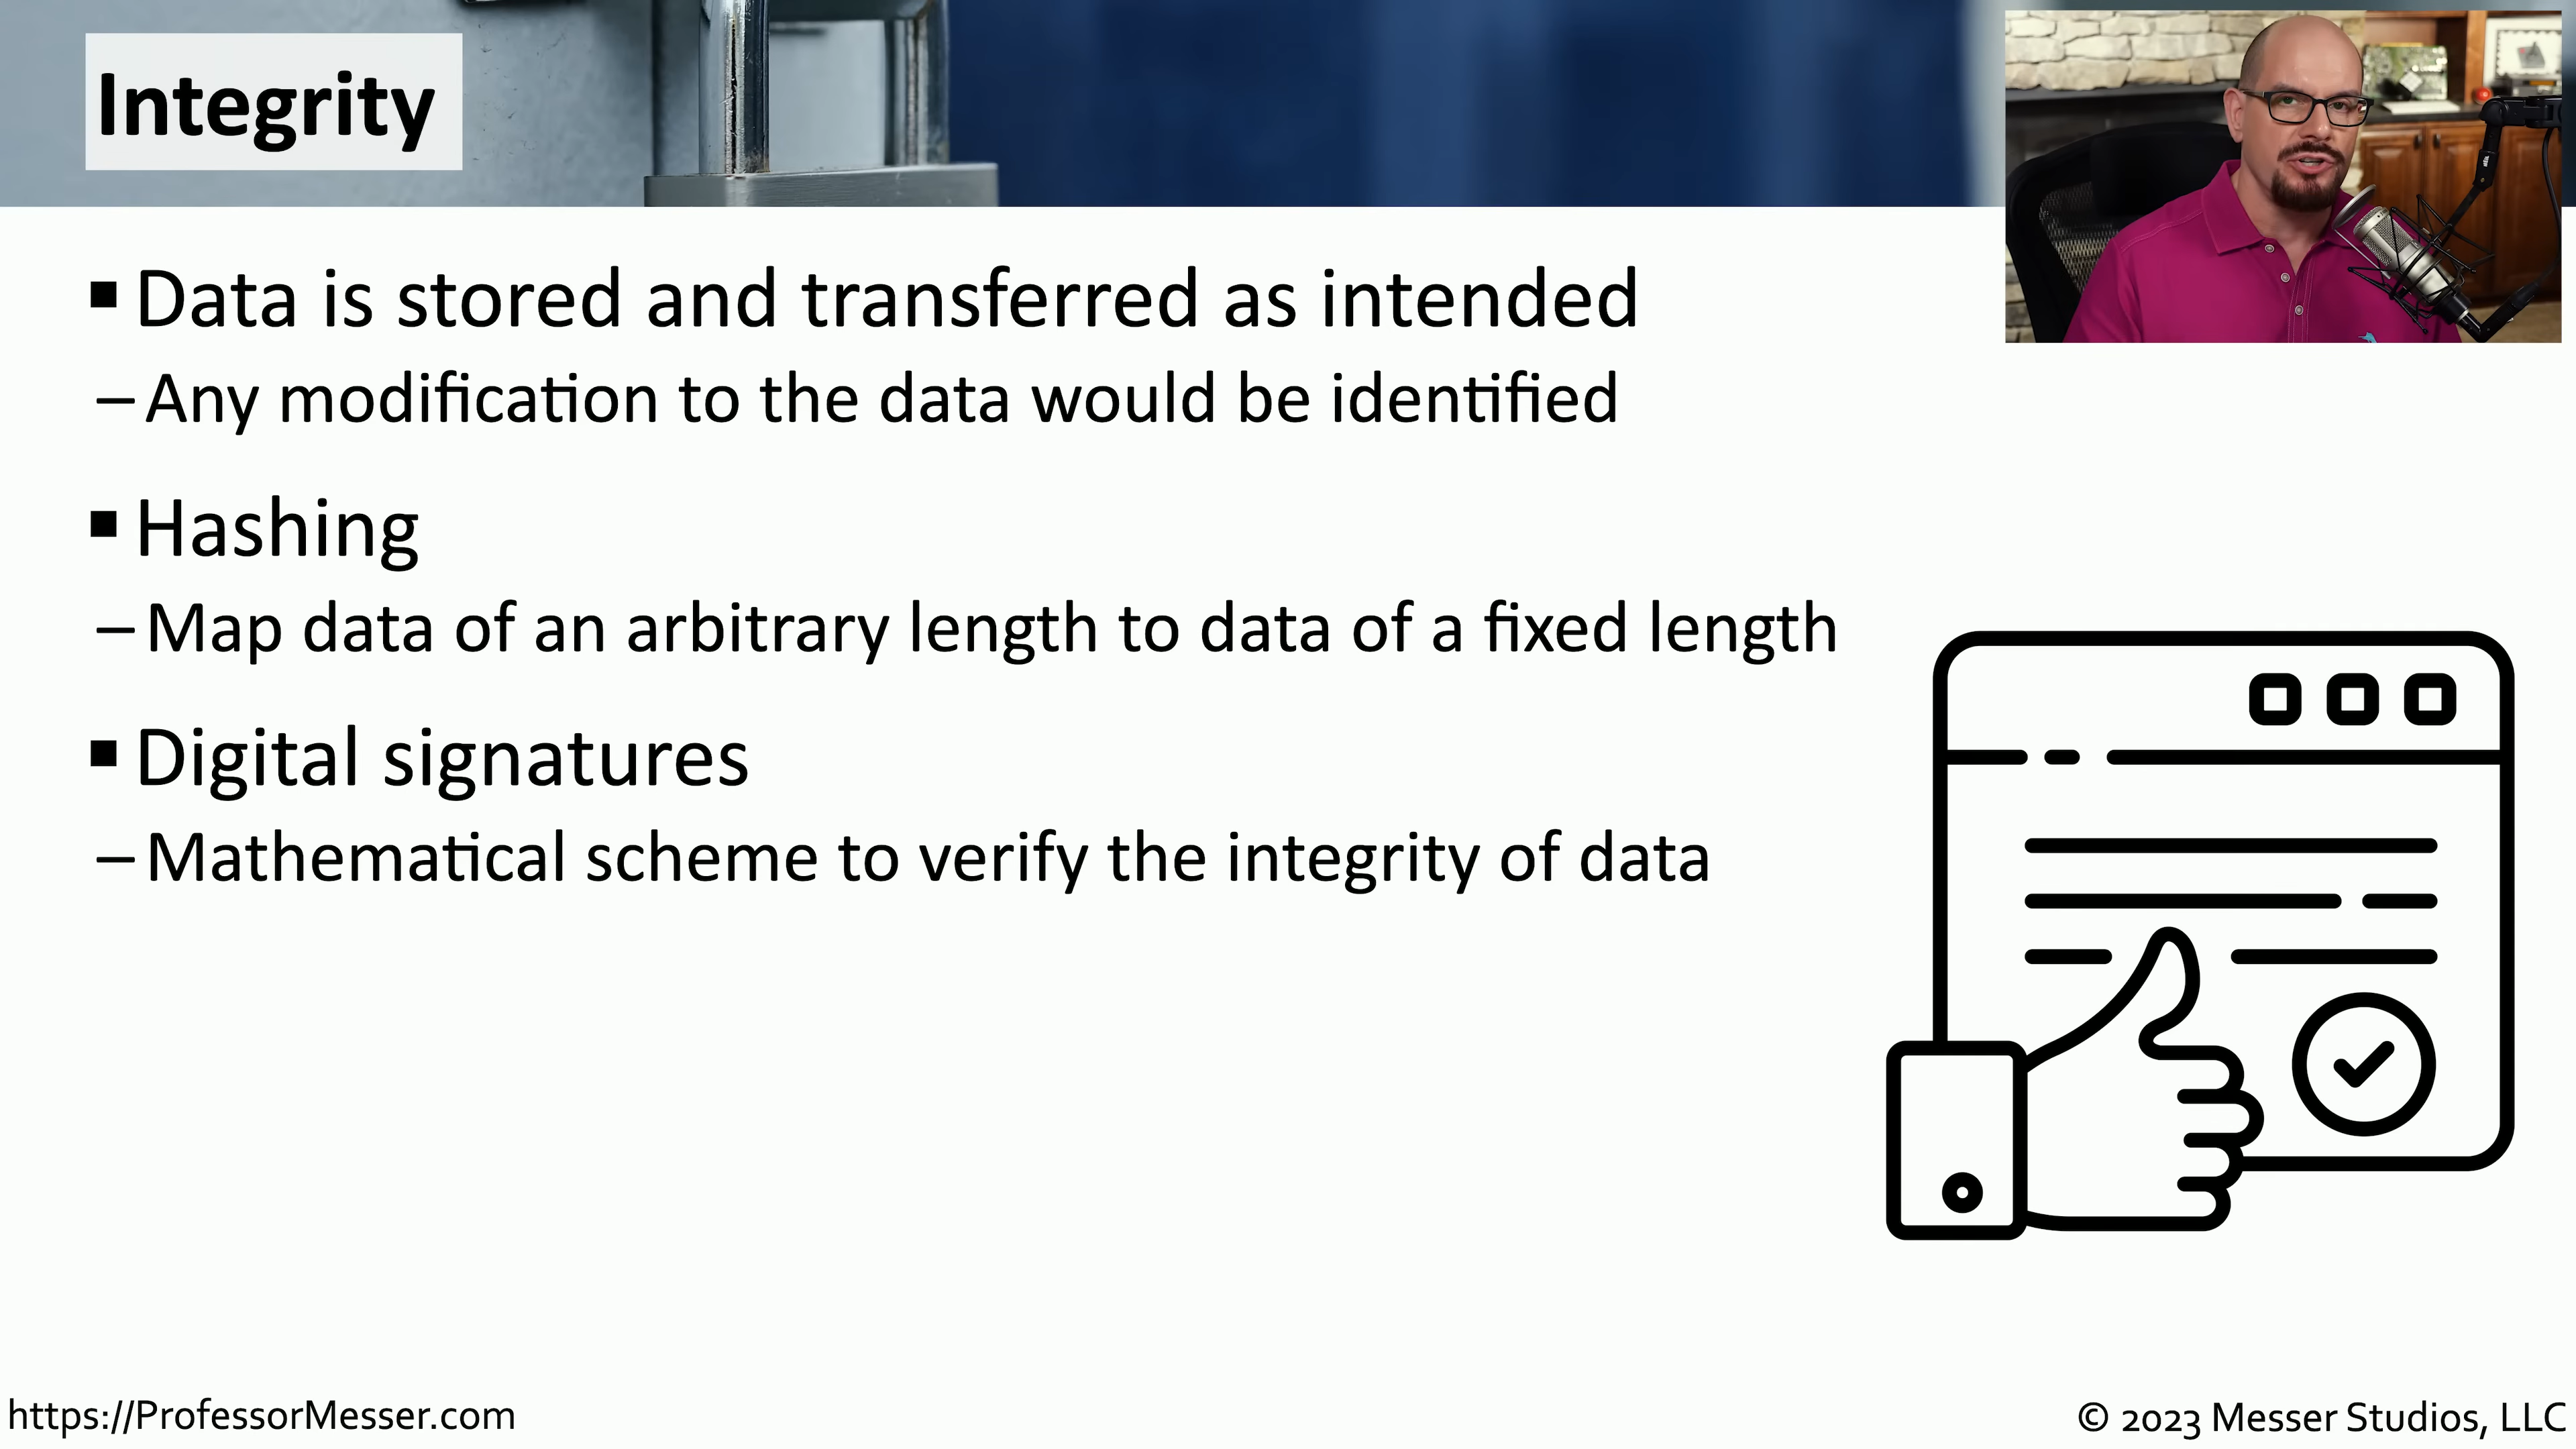 Integrity
▪ Data is stored and transferred as intended
– Any modification to the data would be identified
▪ Hashing
– Map data of an arbitrary length to data of a fixed length
▪ Digital signatures
– Mathematical scheme to verify the integrity of data
https://ProfessorMesser.com
© 2023 Messer Studios, LLC